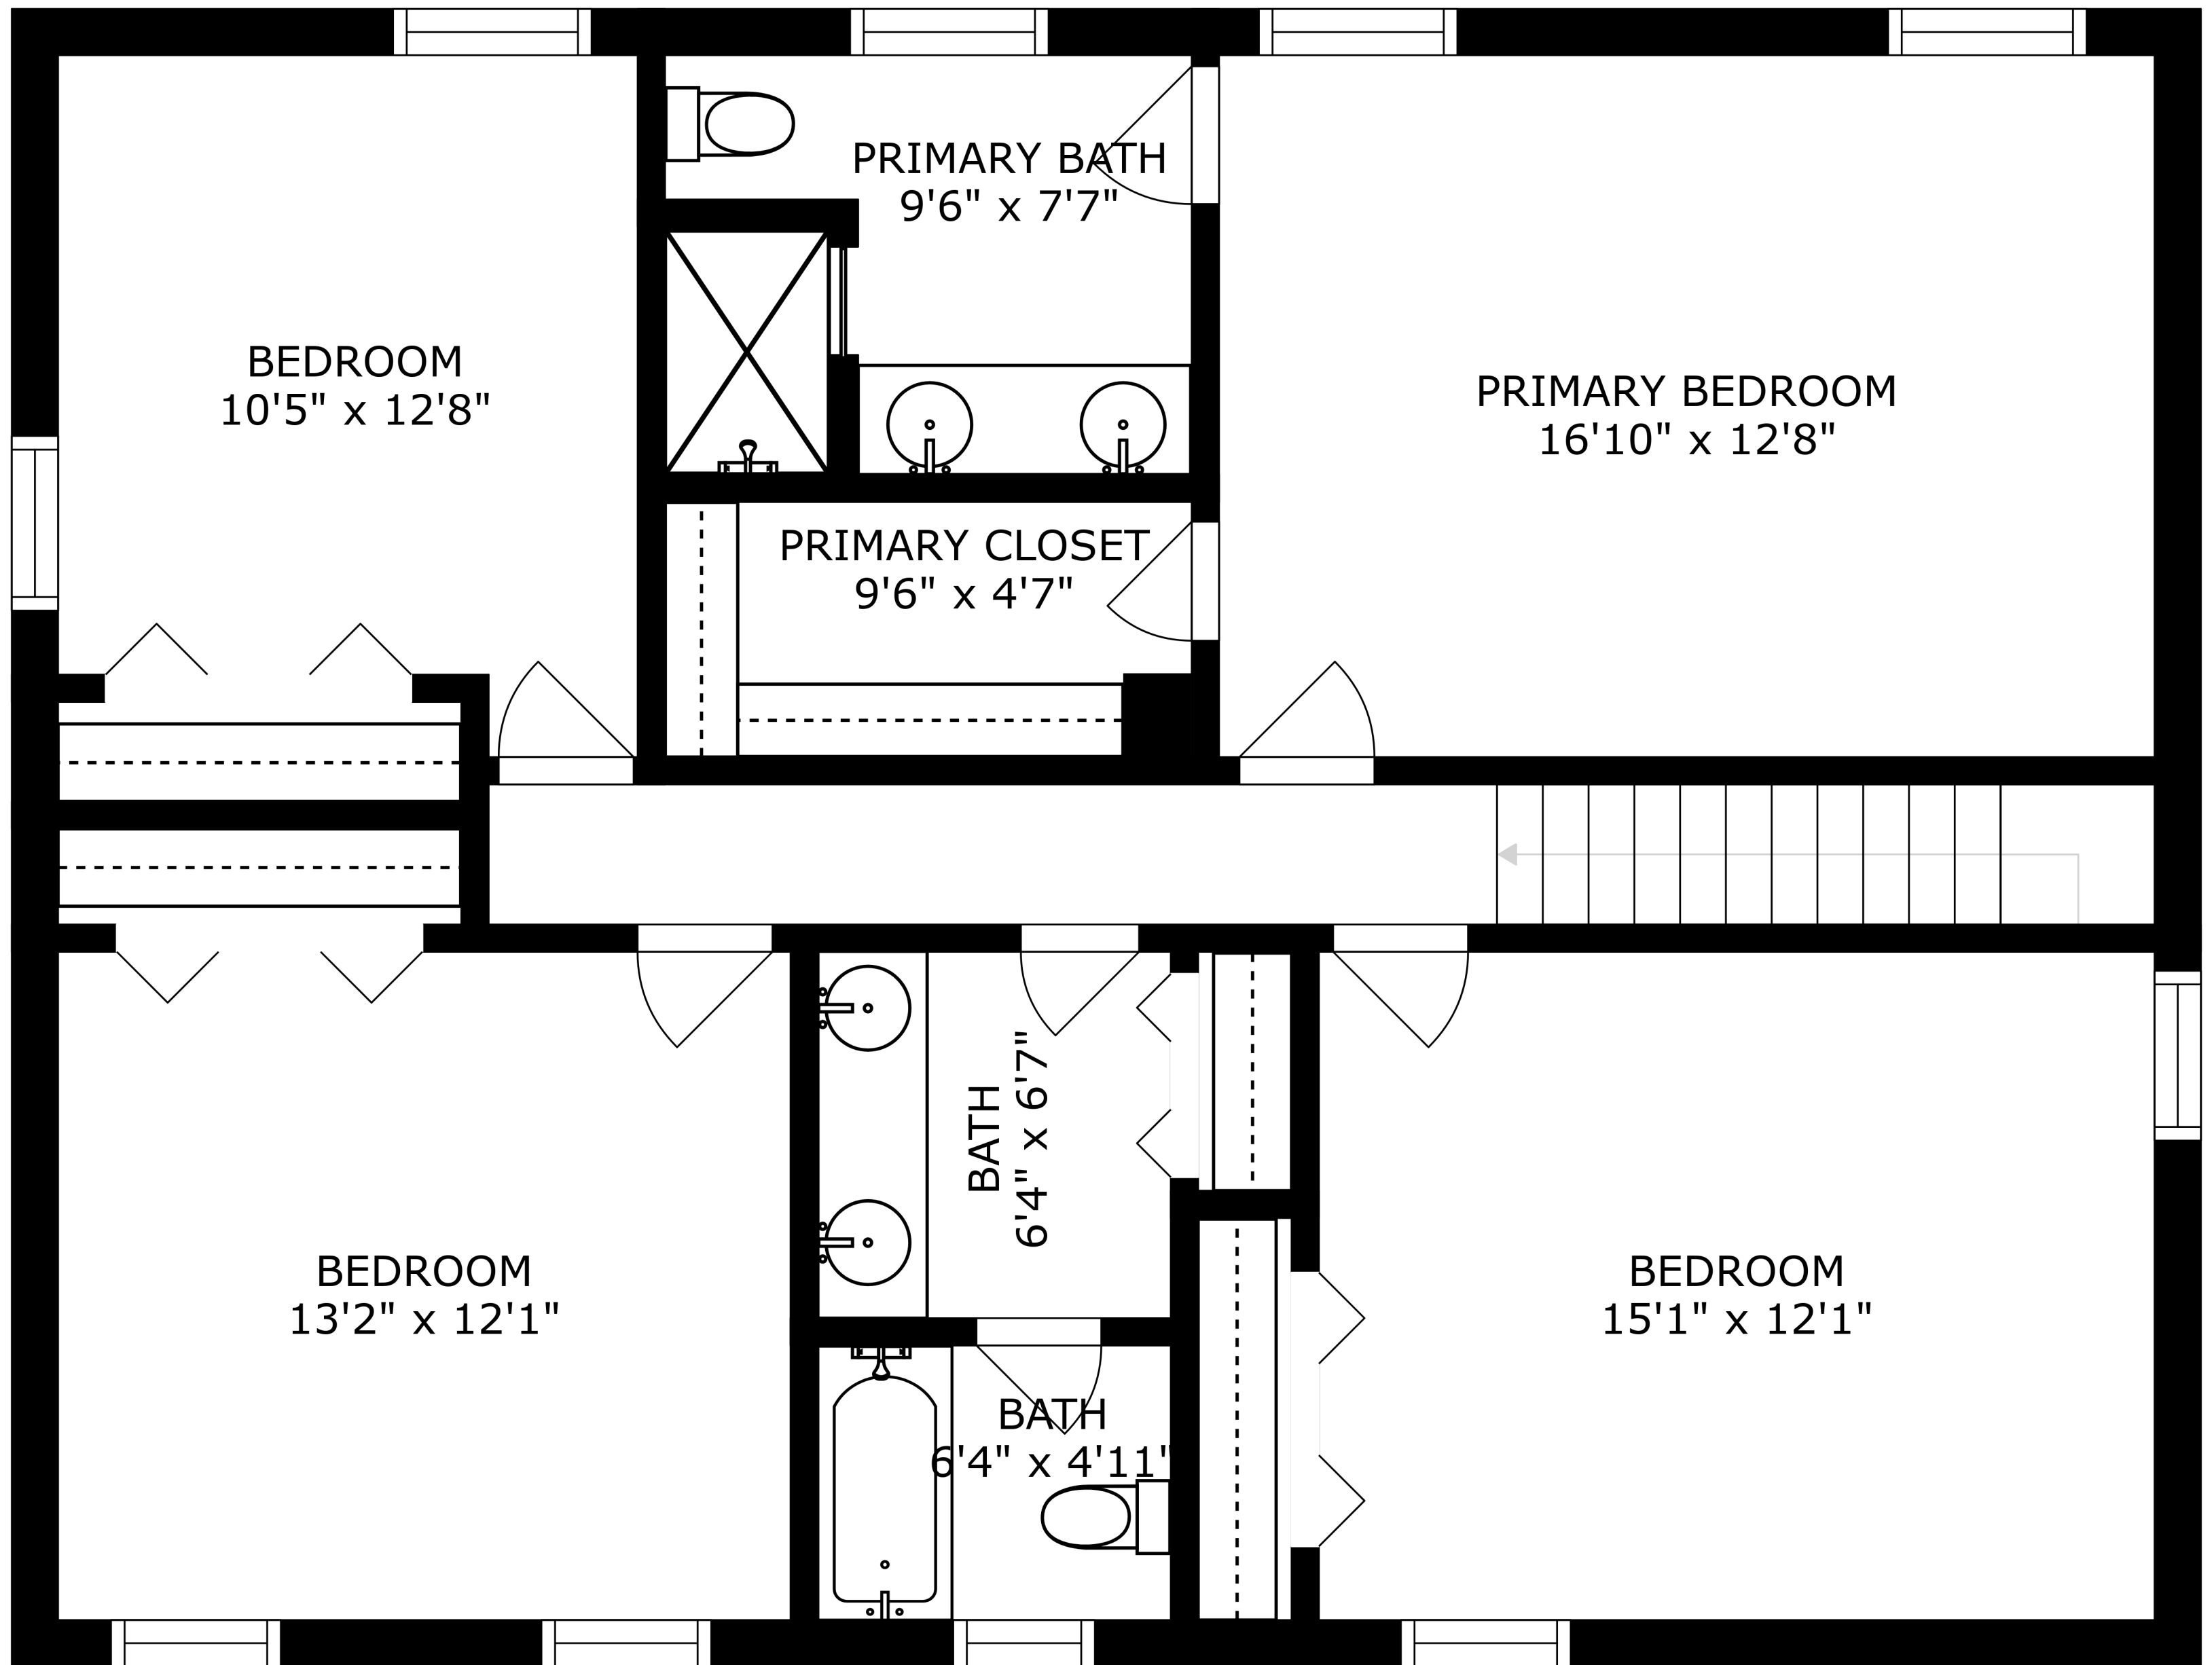 PRIMARY BATH
9'6" x 7'7"
BEDROOM
10'5" x 12'8"
PRIMARY BEDROOM
16'10" x 12'8"
PRIMARY CLOSET
9'6" x 4'7"
BATH
6'4" x 6'7"
BEDROOM
13'2" x 12'1"
BEDROOM
15'1" x 12'1"
BATH
6'4" x 4'11"